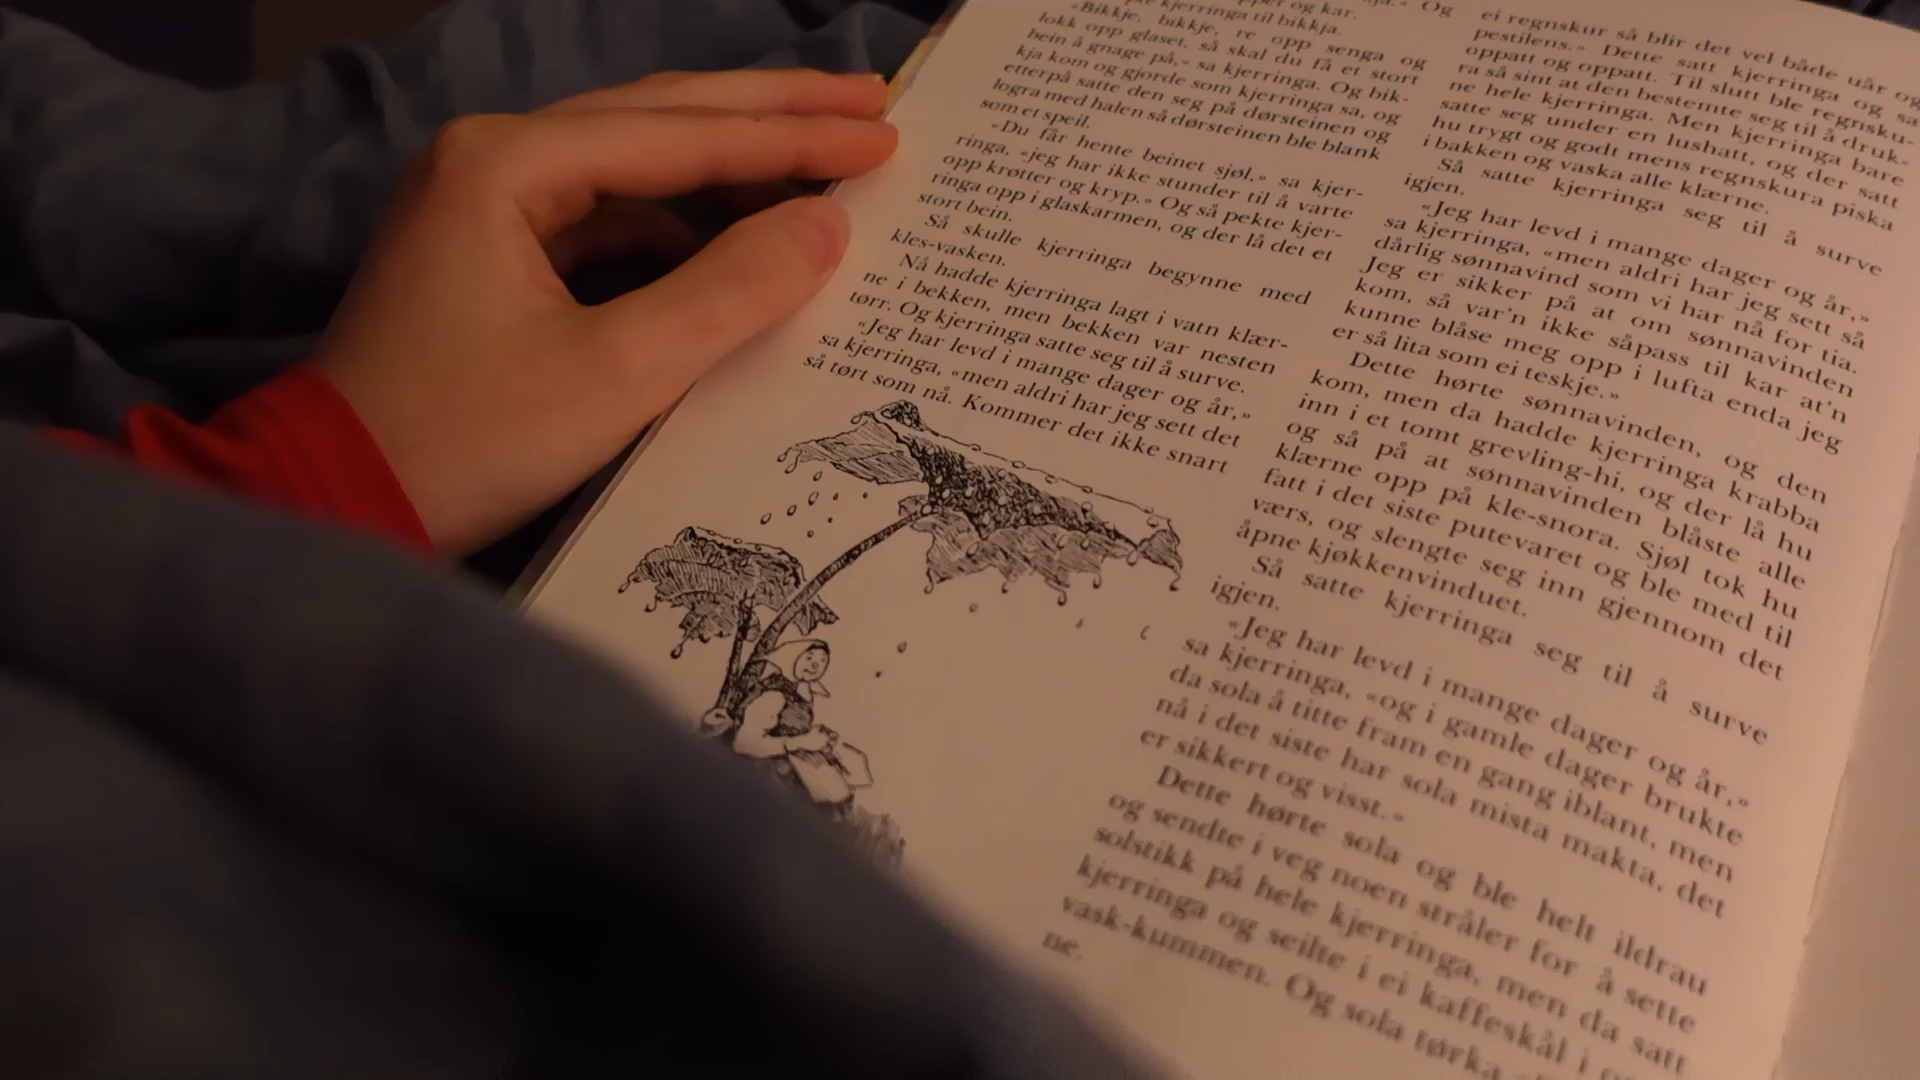 og kar.
kjerringa til bikkja.
«Bikkje, bikkje, re opp senga og
lokk opp glaset, så skal du få et stort
bein å gnage på,» sa kjerringa. Og bik-
kja kom og gjorde som kjerringa sa, og
etterpå satte den seg på dørsteinen og
logra med halen så dørsteinen ble blank
som et speil.
«Du får hente beinet sjøl,» sa kjer-
ringa, «jeg har ikke stunder til å varte
opp krøtter og kryp.» Og så pekte kjer-
ringa opp i glaskarmen, og der lå det et
stort bein.
Så skulle kjerringa begynne med
kles-vasken.
Nå hadde kjerringa lagt i vatn klær-
ne i bekken, men bekken var nesten
tørr. Og kjerringa satte seg til å surve.
«Jeg har levd i mange dager og år,»
sa kjerringa, «men aldri har jeg sett det
så tørt som nå. Kommer det ikke snart
ei regnskur så blir det vel både uår og
pestilens.» Dette satt kjerringa og sa
oppatt og oppatt. Til slutt ble regnsku-
ra så sint at den bestemte seg til å druk-
ne hele kjerringa. Men kjerringa bare
satte seg under en lushatt, og der satt
hu trygt og godt mens regnskura piska
i bakken og vaska alle klærne.
Så satte kjerringa seg til å surve
igjen.
«Jeg har levd i mange dager og år,»
sa kjerringa, «men aldri har jeg sett så
dårlig sønnavind som vi har nå for tia.
Jeg er sikker på at om sønnavinden
kom, så var'n ikke såpass til kar at'n
kunne blåse meg opp i lufta enda jeg
er så lita som ei teskje.»
Dette hørte sønnavinden, og den
kom, men da hadde kjerringa krabba
inn i et tomt grevling-hi, og der lå hu
og så på at sønnavinden blåste alle
klærne opp på kle-snora. Sjøl tok hu
fatt i det siste putevaret og ble med til
værs, og slengte seg inn gjennom det
åpne kjøkkenvinduet.
Så satte kjerringa seg til å surve
igjen.
«Jeg har levd i mange dager og år,»
sa kjerringa, «og i gamle dager brukte
da sola å titte fram en gang iblant, men
nå i det siste har sola mista makta, det
er sikkert og visst.»
Dette hørte sola og ble helt ildrau
og sendte i veg noen stråler for å sette
solstikk på hele kjerringa, men da satt
kjerringa og seilte i ei kaffeskål i
vask-kummen. Og sola tørka
ne.